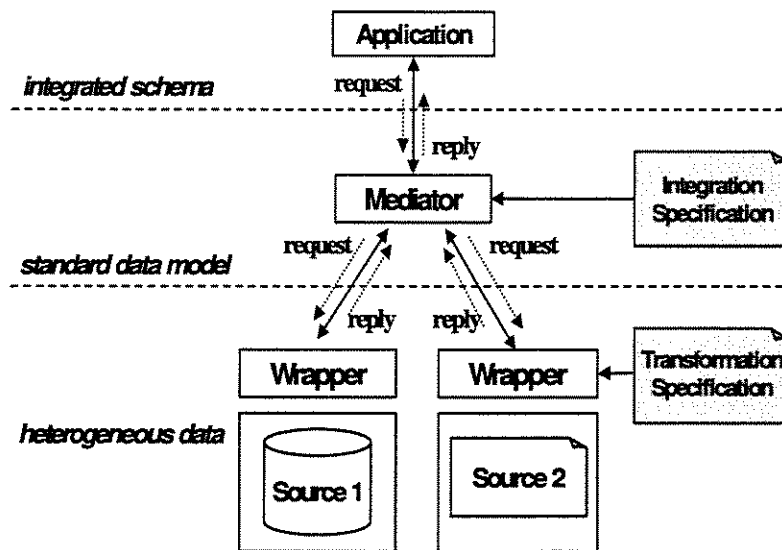 Application
request
integrated schema
reply
Mediator
Integration
Specification
request
request
standard data model
reply
reply
Wrapper
Wrapper
Transformation
Specification
heterogeneous data
Source 1
Source 2